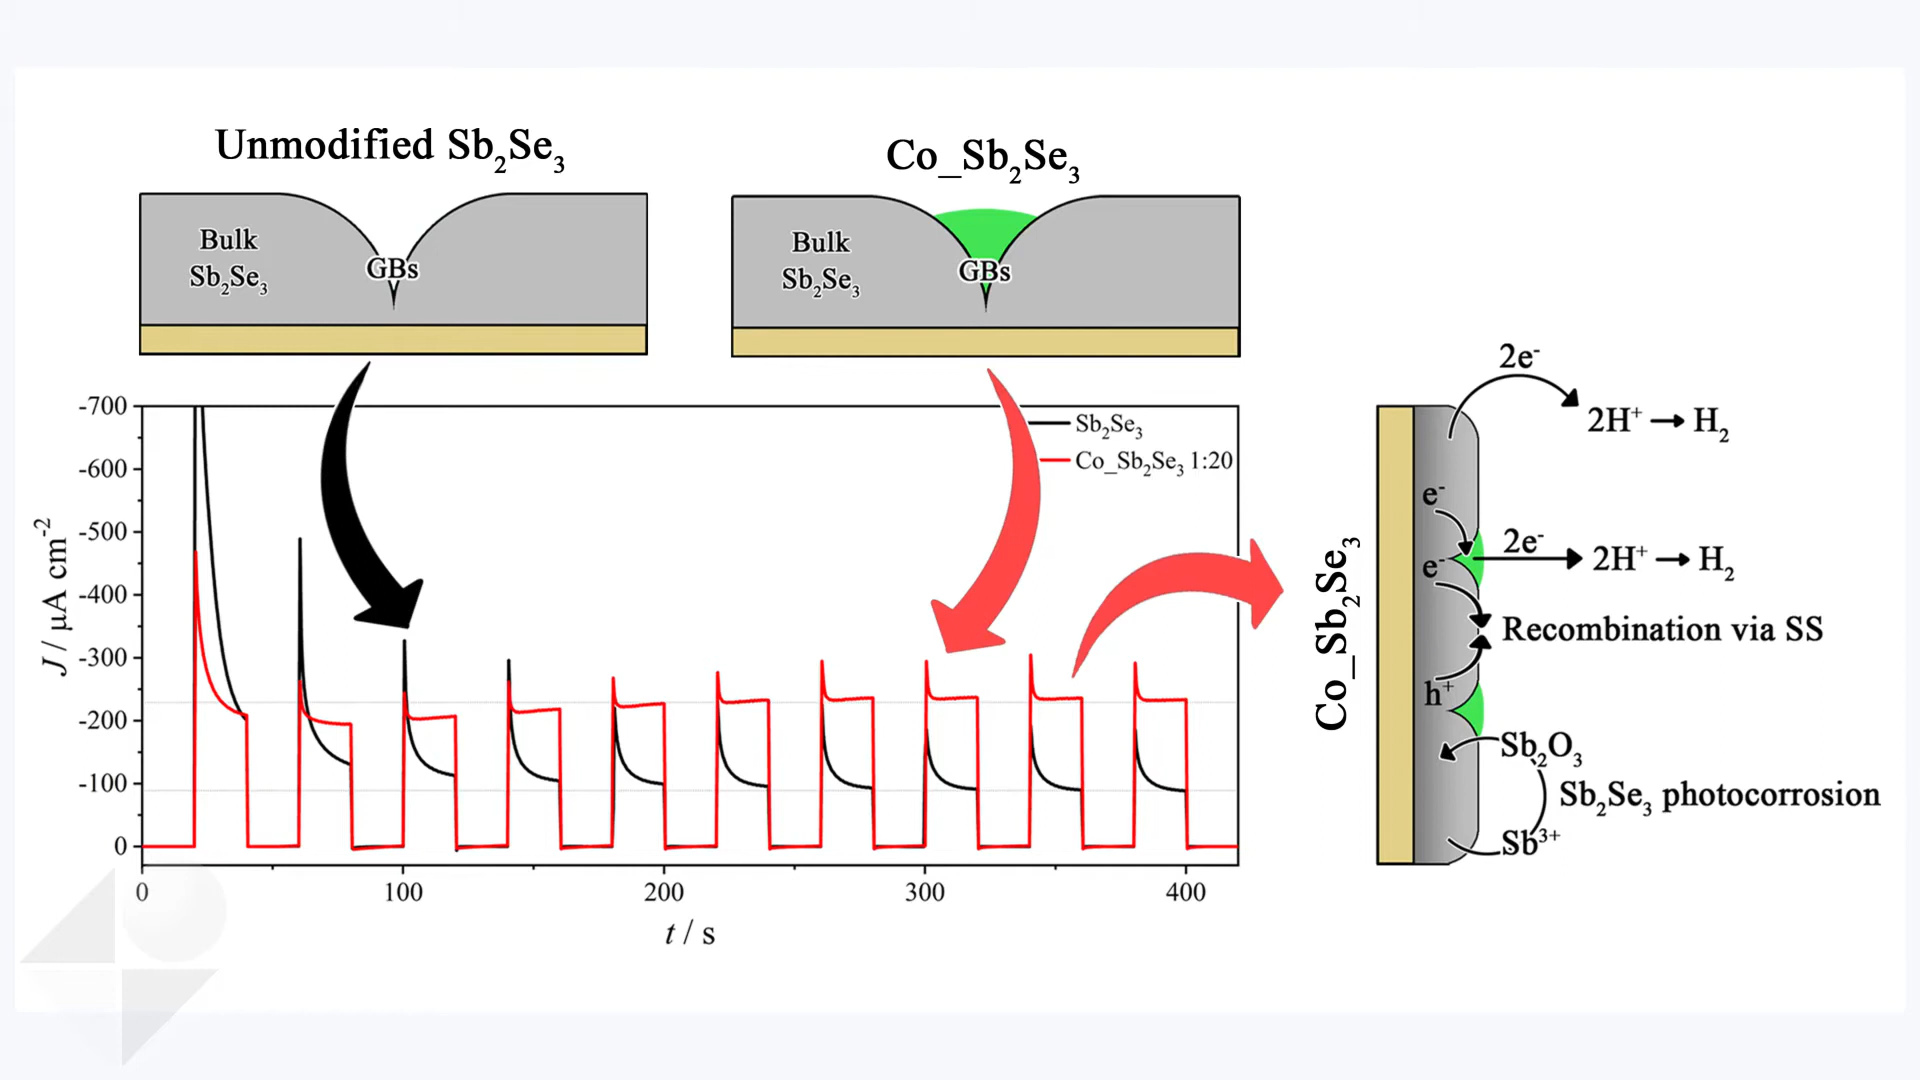 Unmodified Sb₂Se₃
Co_Sb₂Se₃
Bulk
Sb₂Se₃
GBs
Bulk
Sb₂Se₃
GBs
-700
-600
-500
-400
-300
-200
-100
0
J / μA cm⁻²
0
100
200
300
400
t / s
Sb₂Se₃
Co_Sb₂Se₃ 1:20
Co_Sb₂Se₃
2e⁻
2H⁺ → H₂
e⁻
2e⁻
2H⁺ → H₂
e⁻
Recombination via SS
h⁺
Sb₂O₃
Sb₂Se₃ photocorrosion
Sb³⁺